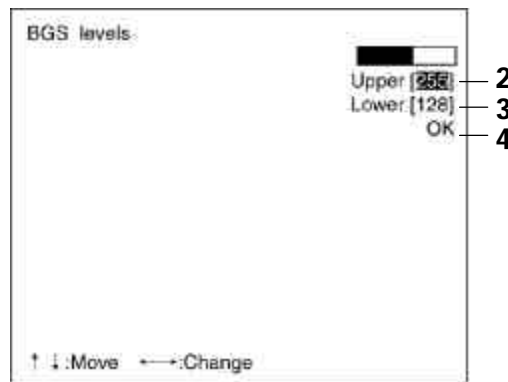 BGS levels
Upper [255] 2
Lower [128] 3
OK 4
↑ ↓ :Move ←→:Change